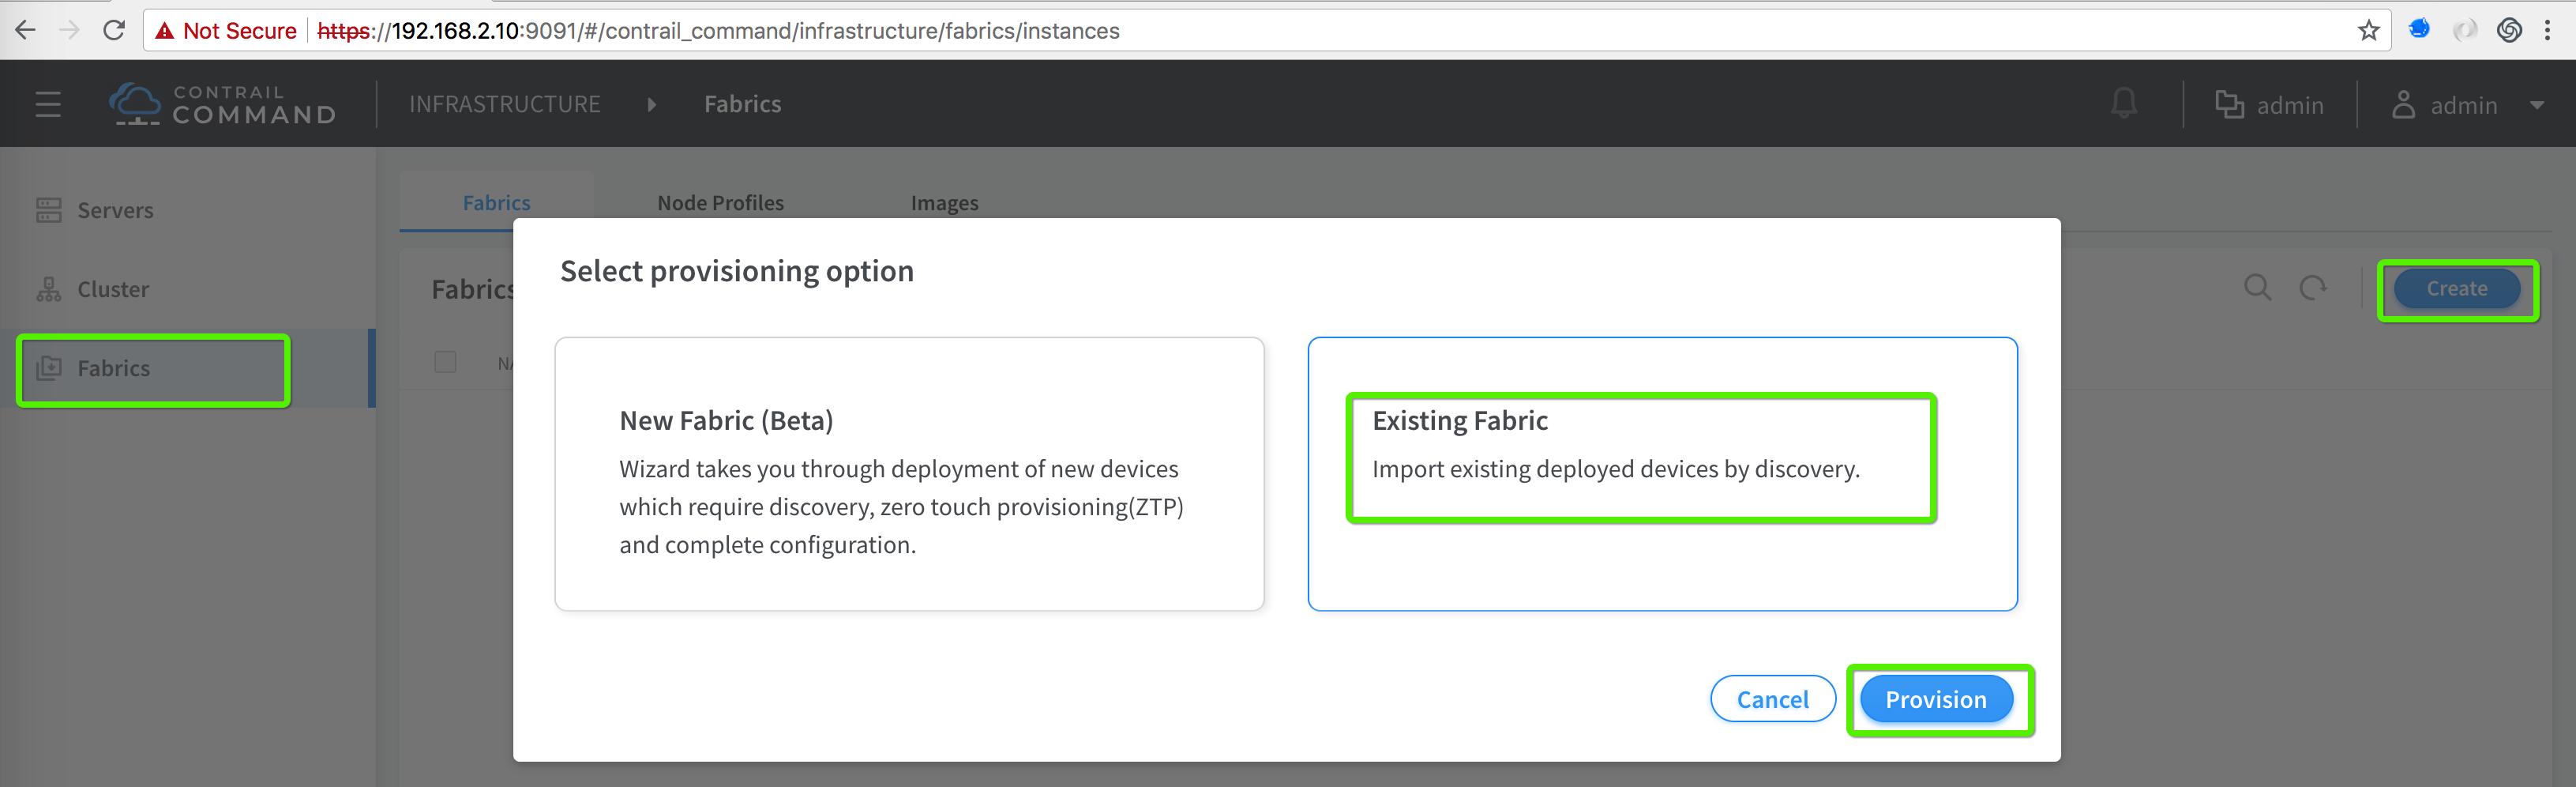 Not Secure https://192.168.2.10:9091/#/contrail_command/infrastructure/fabrics/instances
CONTRAIL
COMMAND
INFRASTRUCTURE
Fabrics
admin
admin
Servers
Cluster
Fabrics
Fabrics
Node Profiles
Images
Fabrics
Create
Select provisioning option
New Fabric (Beta)
Wizard takes you through deployment of new devices
which require discovery, zero touch provisioning(ZTP)
and complete configuration.
Existing Fabric
Import existing deployed devices by discovery.
Cancel
Provision